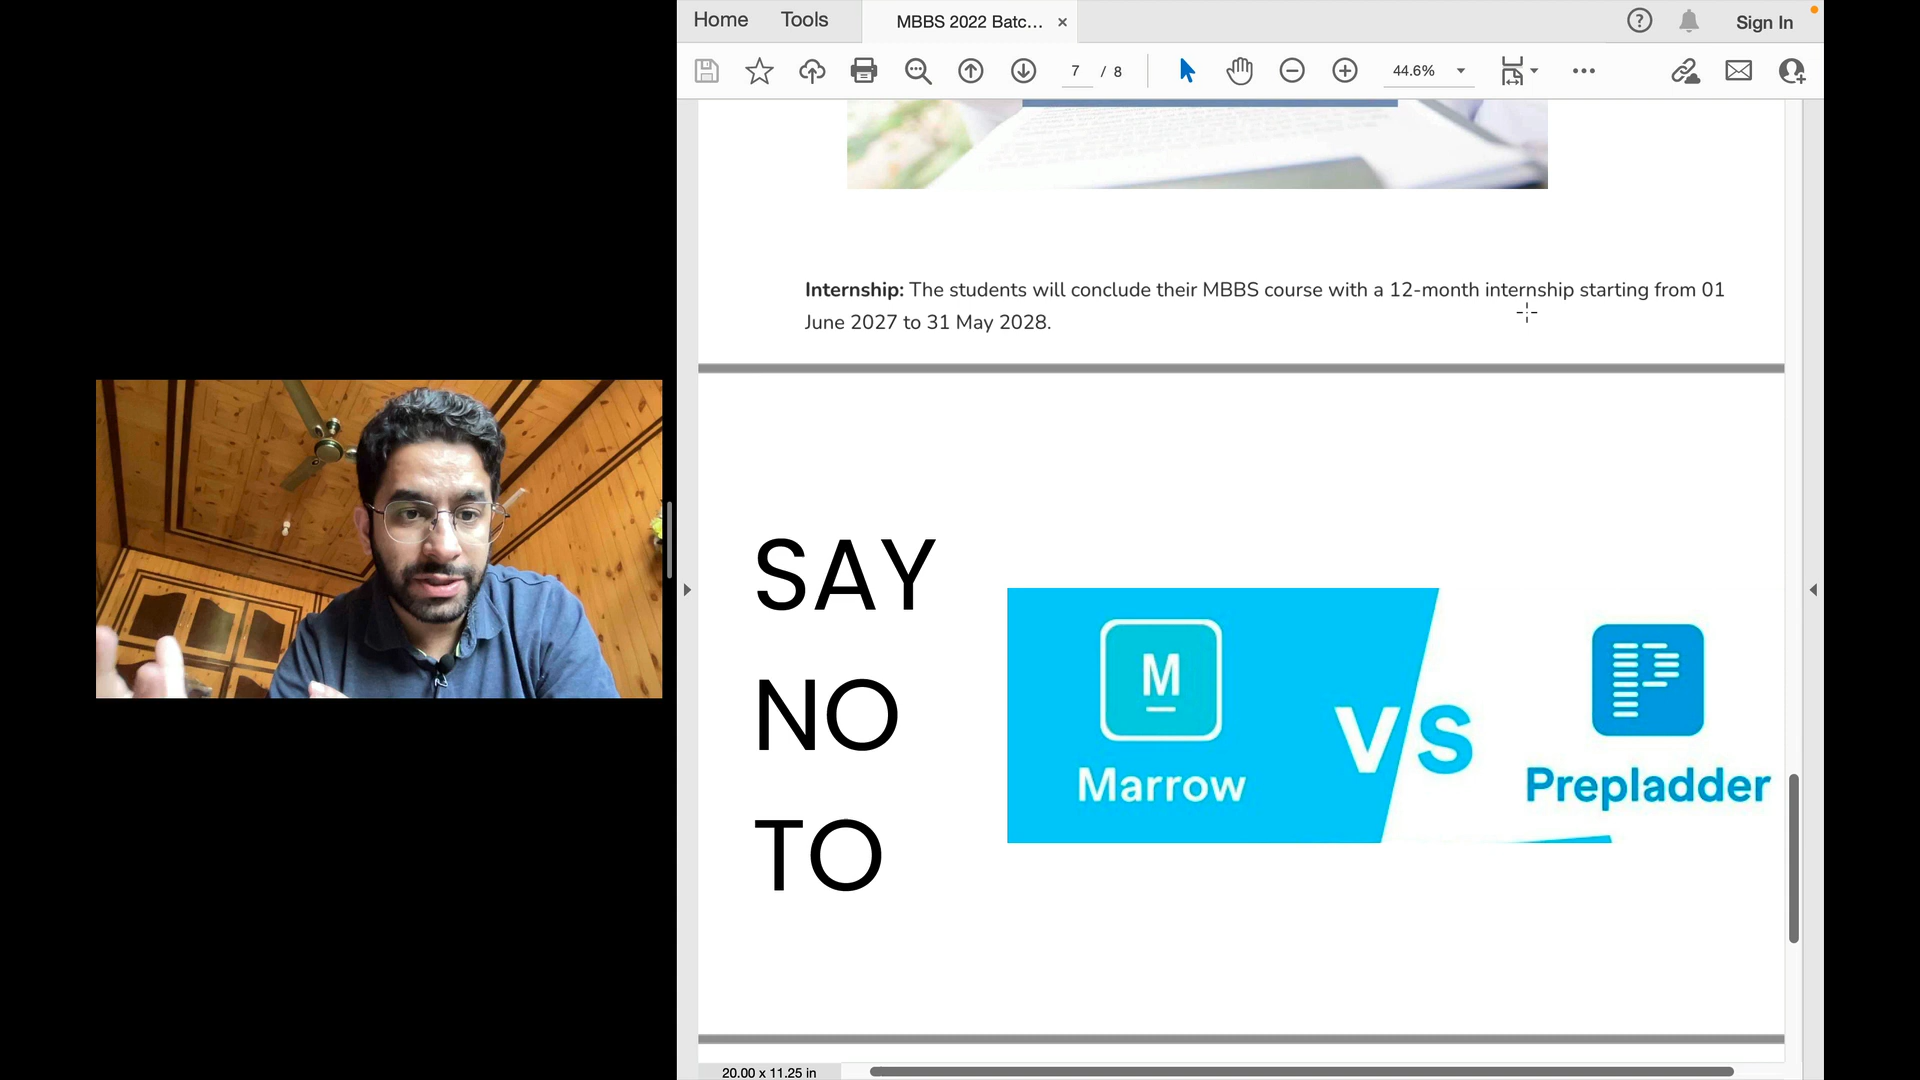 Home Tools MBBS 2022 Batc... × Sign In
7 / 8 44.6%
Internship: The students will conclude their MBBS course with a 12-month internship starting from 01
June 2027 to 31 May 2028.
SAY
NO
TO
M
Marrow
VS
P
Prepladder
20.00 x 11.25 in